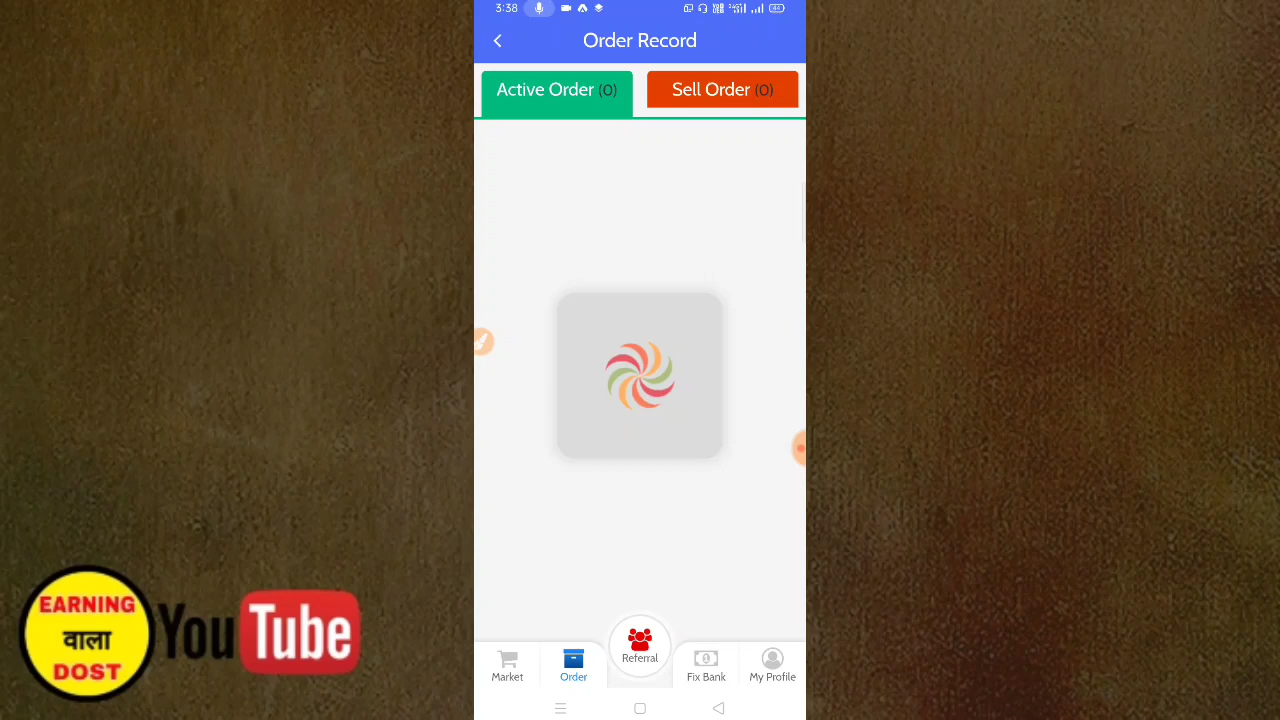 3:38
44
Order Record
Active Order (0)
Sell Order (0)
Referral
Market
Order
Fix Bank
My Profile
EARNING
वाला
DOST
YouTube